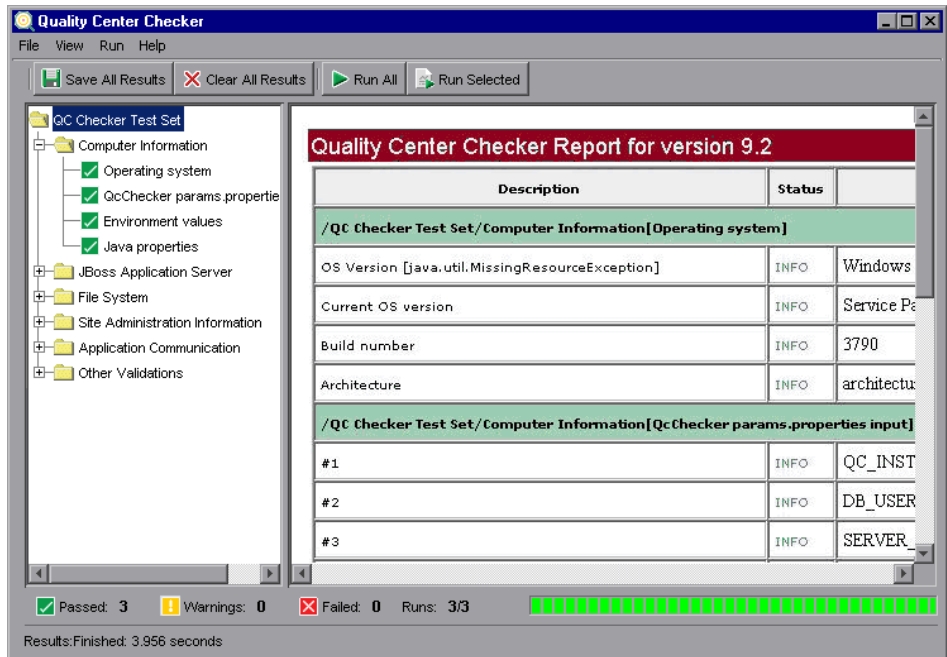 Quality Center Checker
File View Run Help
Save All Results Clear All Results Run All Run Selected
QC Checker Test Set
Computer Information
Operating system
QcChecker params.propertie
Environment values
Java properties
JBoss Application Server
File System
Site Administration Information
Application Communication
Other Validations
Quality Center Checker Report for version 9.2
Description Status
/QC Checker Test Set/Computer Information[Operating system]
OS Version [java.util.MissingResourceException] INFO Windows
Current OS version INFO Service Pa
Build number INFO 3790
Architecture INFO architectu
/QC Checker Test Set/Computer Information[QcChecker params.properties input]
#1 INFO QC_INST
#2 INFO DB_USER
#3 INFO SERVER_
Passed: 3 Warnings: 0 Failed: 0 Runs: 3/3
Results:Finished: 3.956 seconds